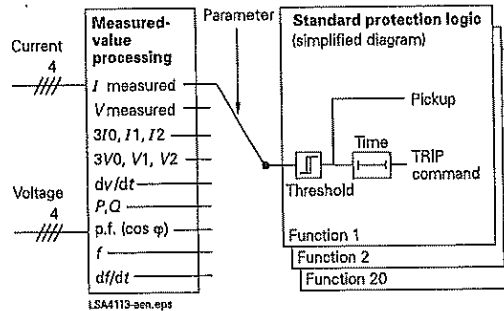 Current
4
Voltage
4
Measured-
value
processing
I measured
V measured
3I0, I1, I2
3V0, V1, V2
dv/dt
P,Q
p.f. (cos φ)
f
df/dt
LSA4113-aen.eps
Parameter
Standard protection logic
(simplified diagram)
Pickup
Time
TRIP
command
Threshold
Function 1
Function 2
Function 20